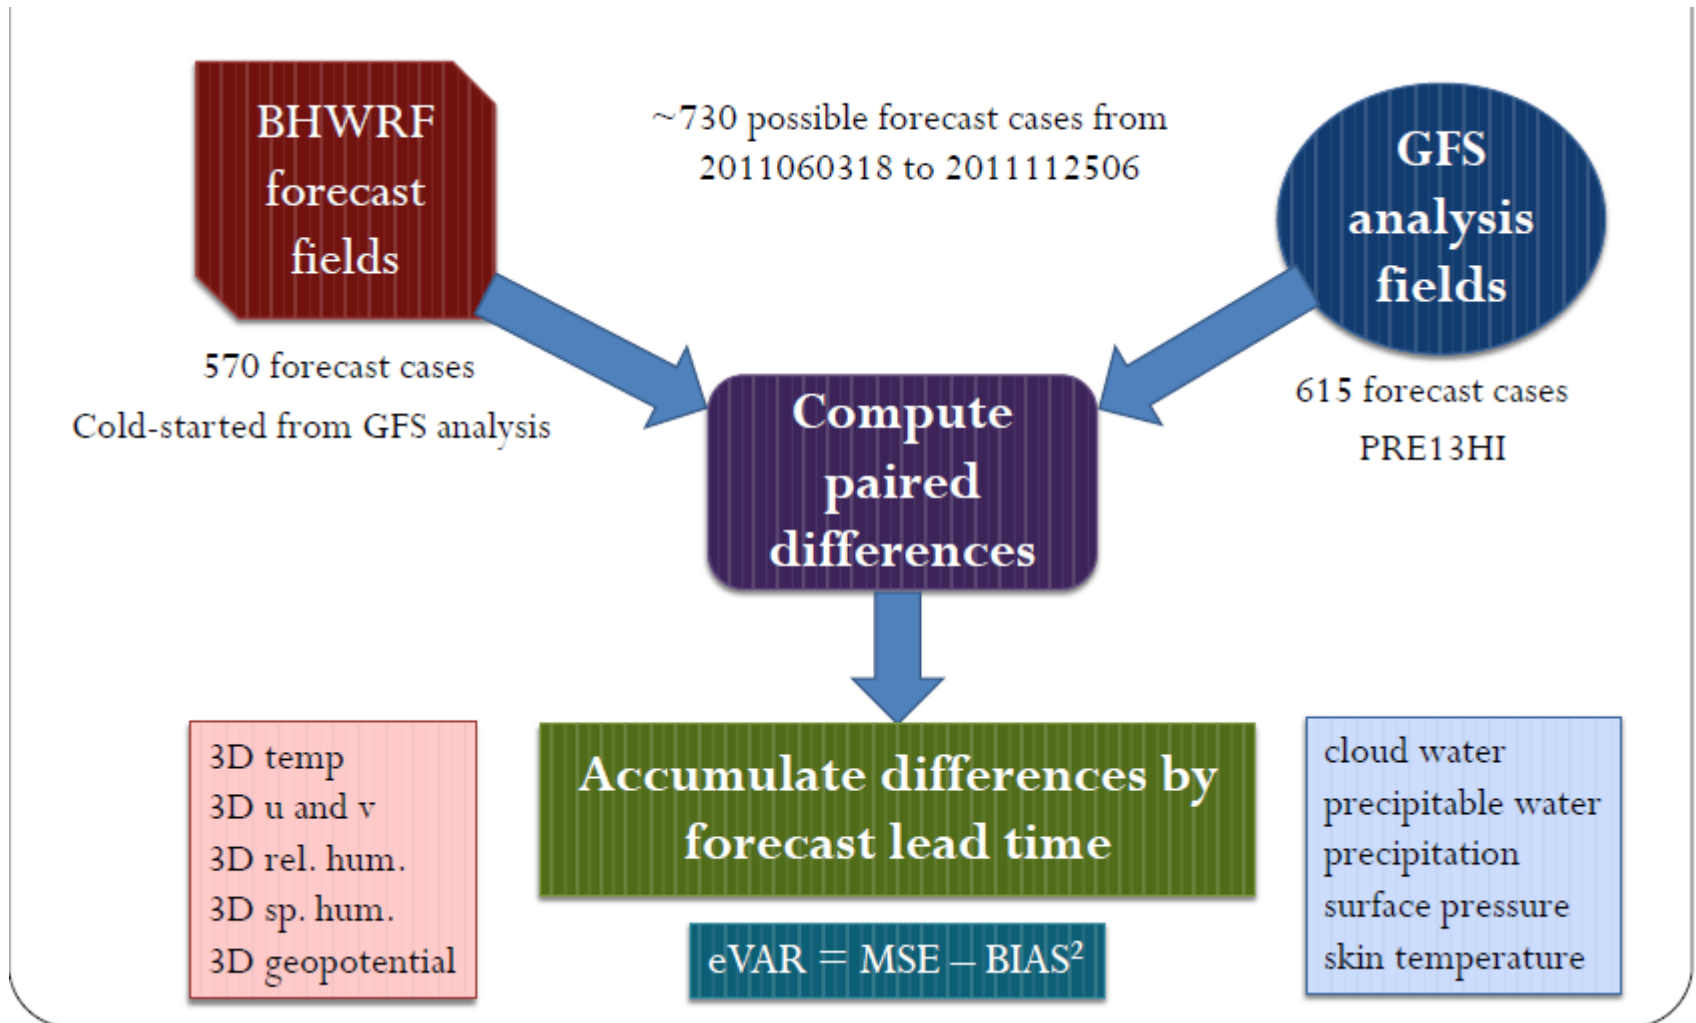 BHWRF
forecast
fields
~730 possible forecast cases from
2011060318 to 2011112506
GFS
analysis
fields
570 forecast cases
Cold-started from GFS analysis
615 forecast cases
PRE13HI
Compute
paired
differences
Accumulate differences by
forecast lead time
3D temp
3D u and v
3D rel. hum.
3D sp. hum.
3D geopotential
eVAR = MSE – BIAS²
cloud water
precipitable water
precipitation
surface pressure
skin temperature